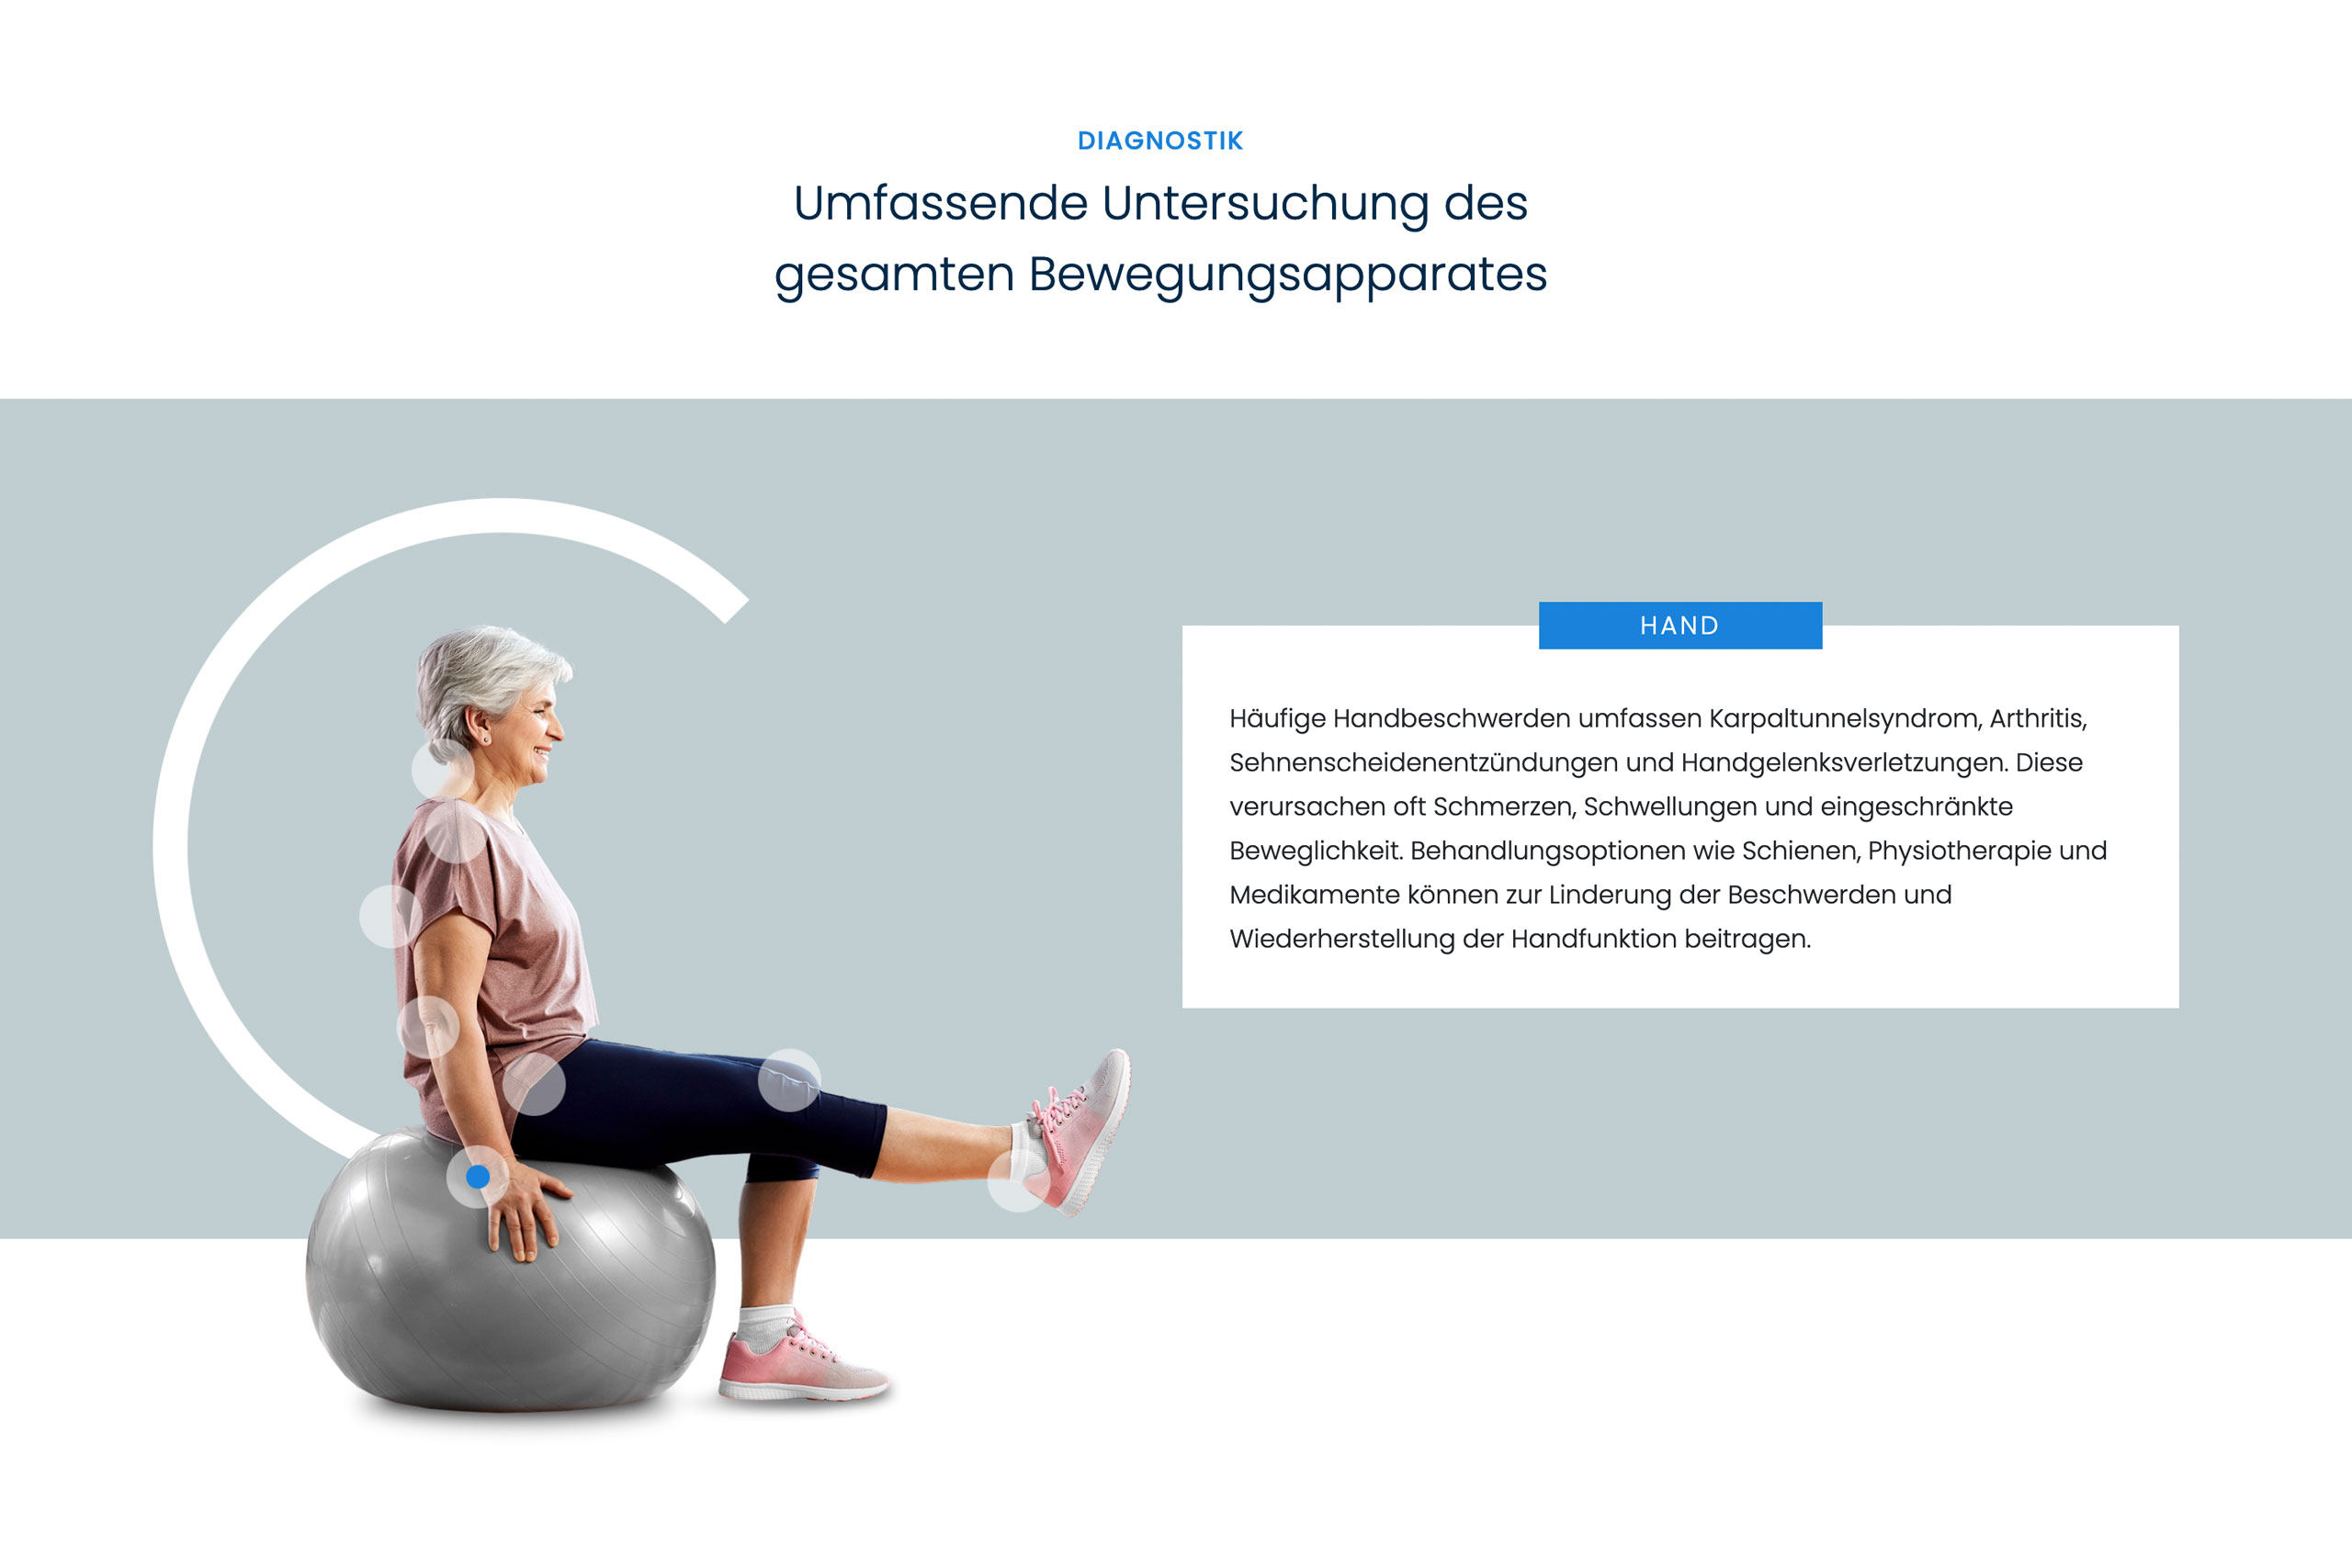 DIAGNOSTIK
Umfassende Untersuchung des
gesamten Bewegungsapparates
HAND
Häufige Handbeschwerden umfassen Karpaltunnelsyndrom, Arthritis,
Sehnenscheidenentzündungen und Handgelenksverletzungen. Diese
verursachen oft Schmerzen, Schwellungen und eingeschränkte
Beweglichkeit. Behandlungsoptionen wie Schienen, Physiotherapie und
Medikamente können zur Linderung der Beschwerden und
Wiederherstellung der Handfunktion beitragen.